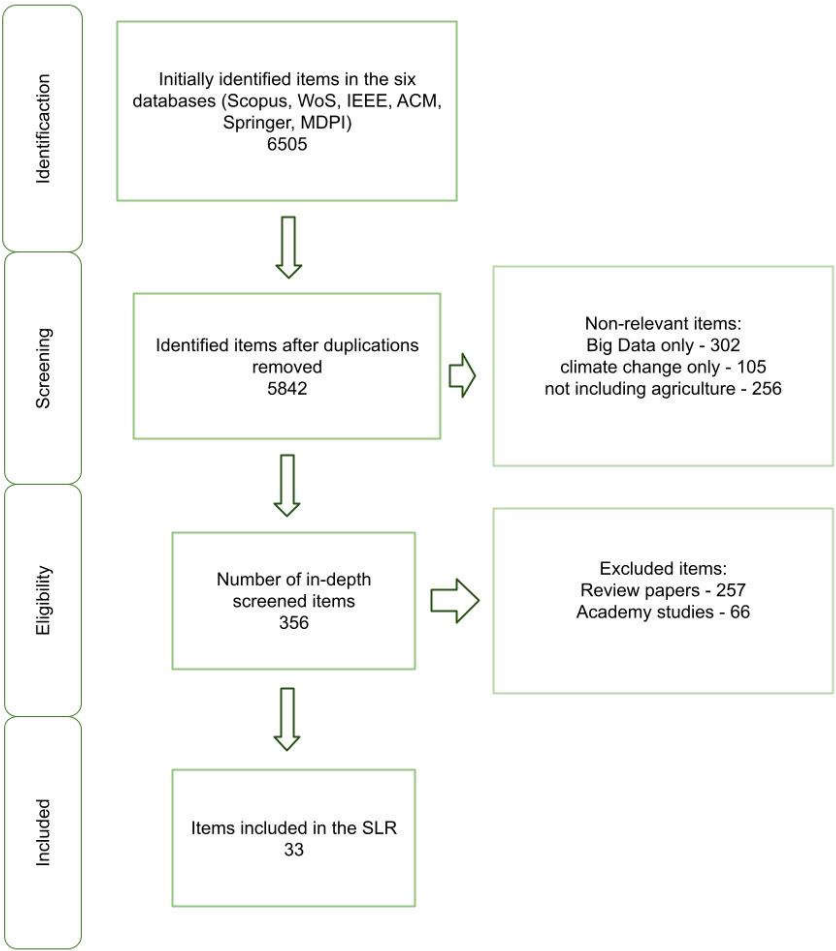 Identificaction
Initially identified items in the six
databases (Scopus, WoS, IEEE, ACM,
Springer, MDPI)
6505
Screening
Identified items after duplications
removed
5842
Non-relevant items:
Big Data only - 302
climate change only - 105
not including agriculture - 256
Eligibility
Number of in-depth
screened items
356
Excluded items:
Review papers - 257
Academy studies - 66
Included
Items included in the SLR
33